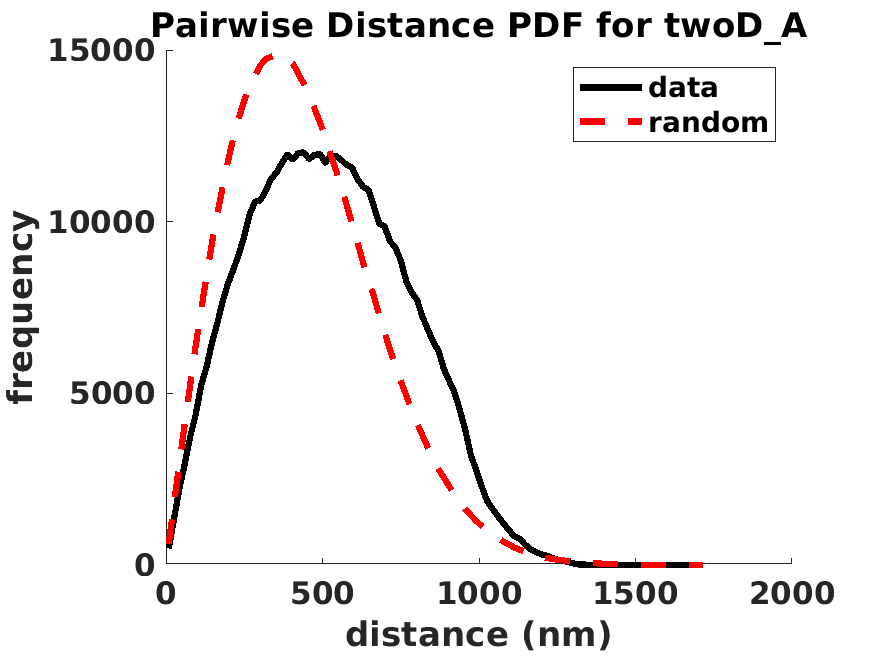 Pairwise Distance PDF for twoD_A
15000
10000
5000
0
frequency
data
random
0 500 1000 1500 2000
distance (nm)